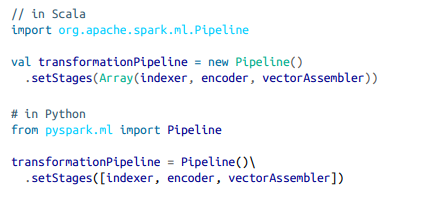 // in Scala
import org.apache.spark.ml.Pipeline
val transformationPipeline = new Pipeline()
  .setStages(Array(indexer, encoder, vectorAssembler))
# in Python
from pyspark.ml import Pipeline
transformationPipeline = Pipeline()\
  .setStages([indexer, encoder, vectorAssembler])